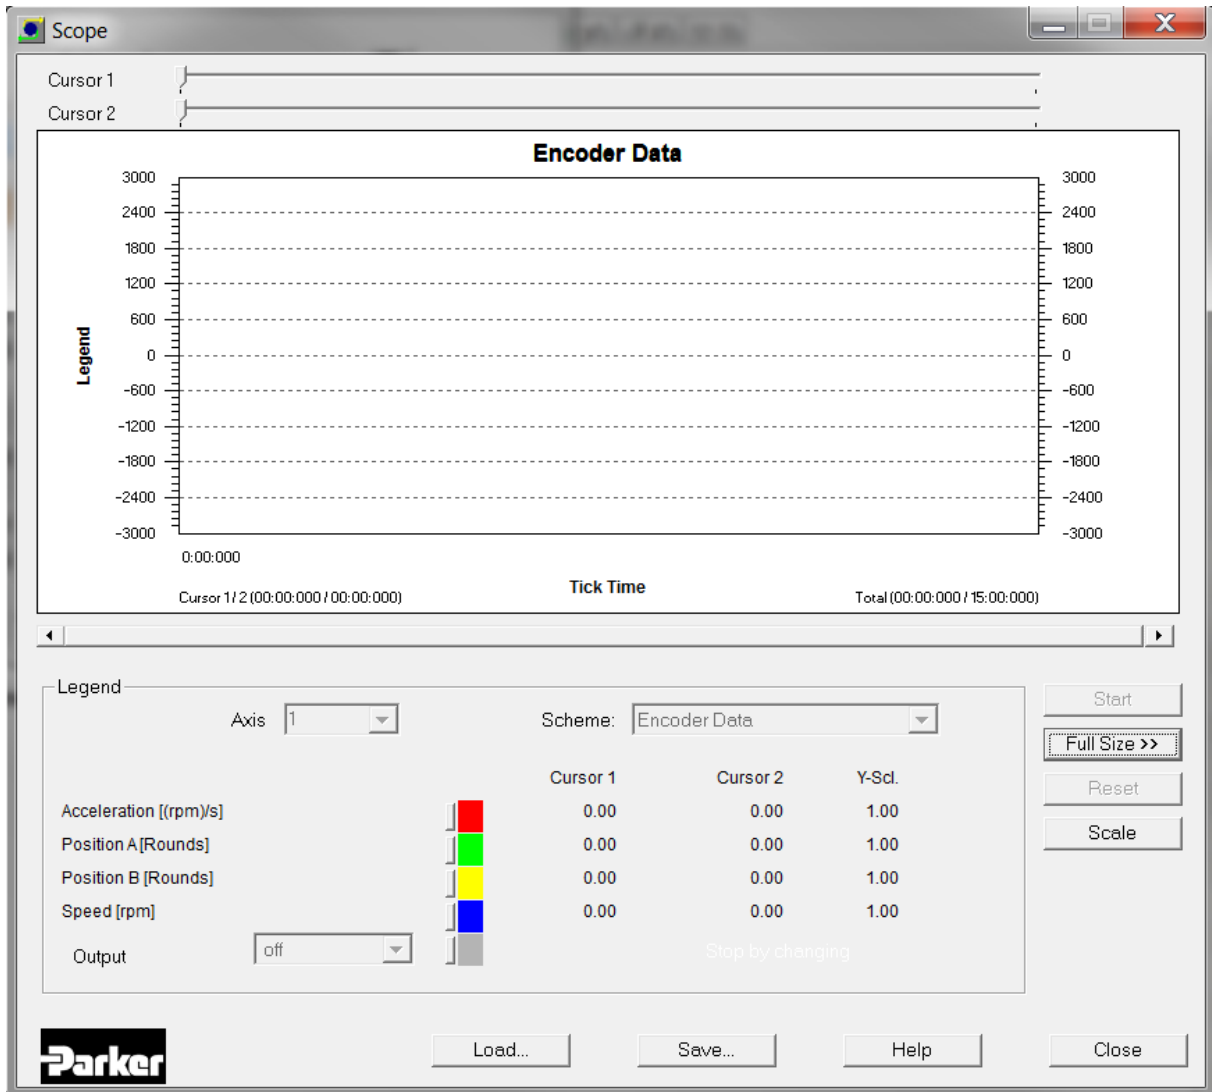 Scope
Cursor 1
Cursor 2
Encoder Data
3000 3000
2400 2400
1800 1800
1200 1200
600 600
Legend
0 0
-600 -600
-1200 -1200
-1800 -1800
-2400 -2400
-3000 -3000
0:00:000
Tick Time
Cursor 1 / 2 (00:00:000 / 00:00:000) Total (00:00:000 / 15:00:000)
Legend
Axis 1 Scheme: Encoder Data
Start
Full Size >>
Cursor 1 Cursor 2 Y-Scl.
Reset
Acceleration [(rpm)/s] 0.00 0.00 1.00
Scale
Position A [Rounds] 0.00 0.00 1.00
Position B [Rounds] 0.00 0.00 1.00
Speed [rpm] 0.00 0.00 1.00
Output off Stop by changing
Parker
Load... Save... Help Close